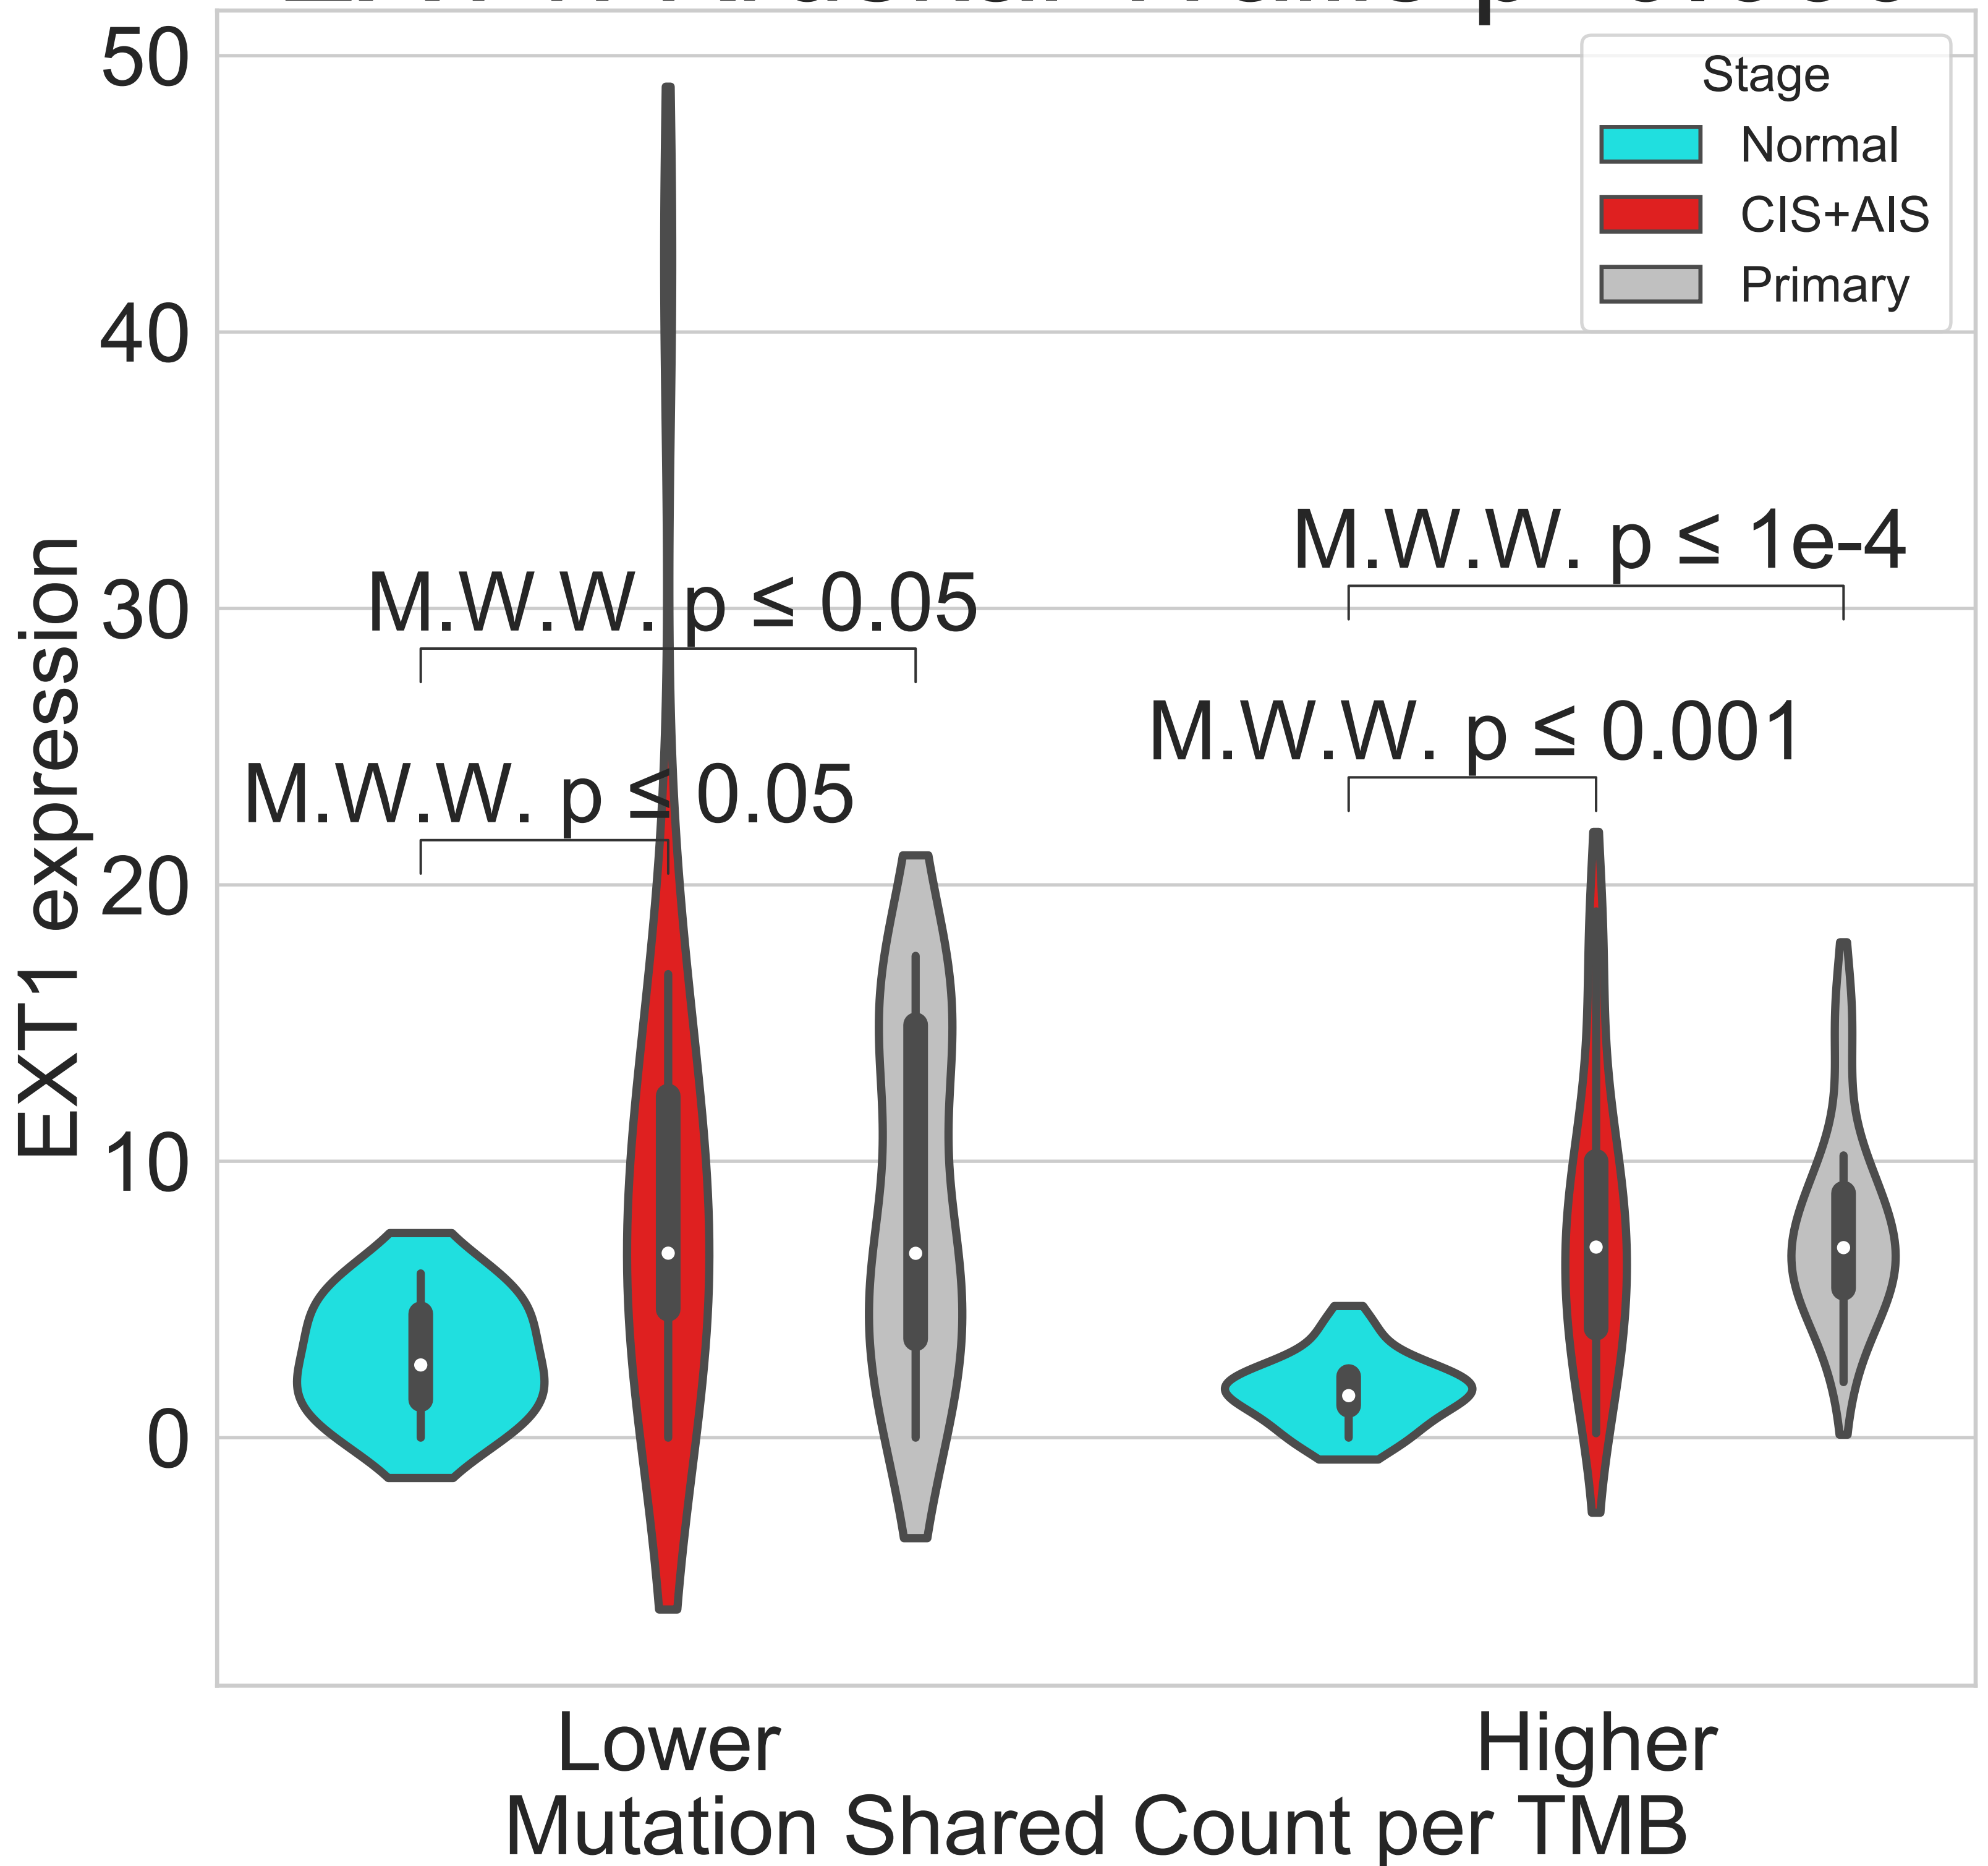 50
40
30
20
10
0
EXT1 expression
Stage
Normal
CIS+AIS
Primary
M.W.W. p ≤ 0.05
M.W.W. p ≤ 0.05
M.W.W. p ≤ 1e-4
M.W.W. p ≤ 0.001
Lower
Higher
Mutation Shared Count per TMB